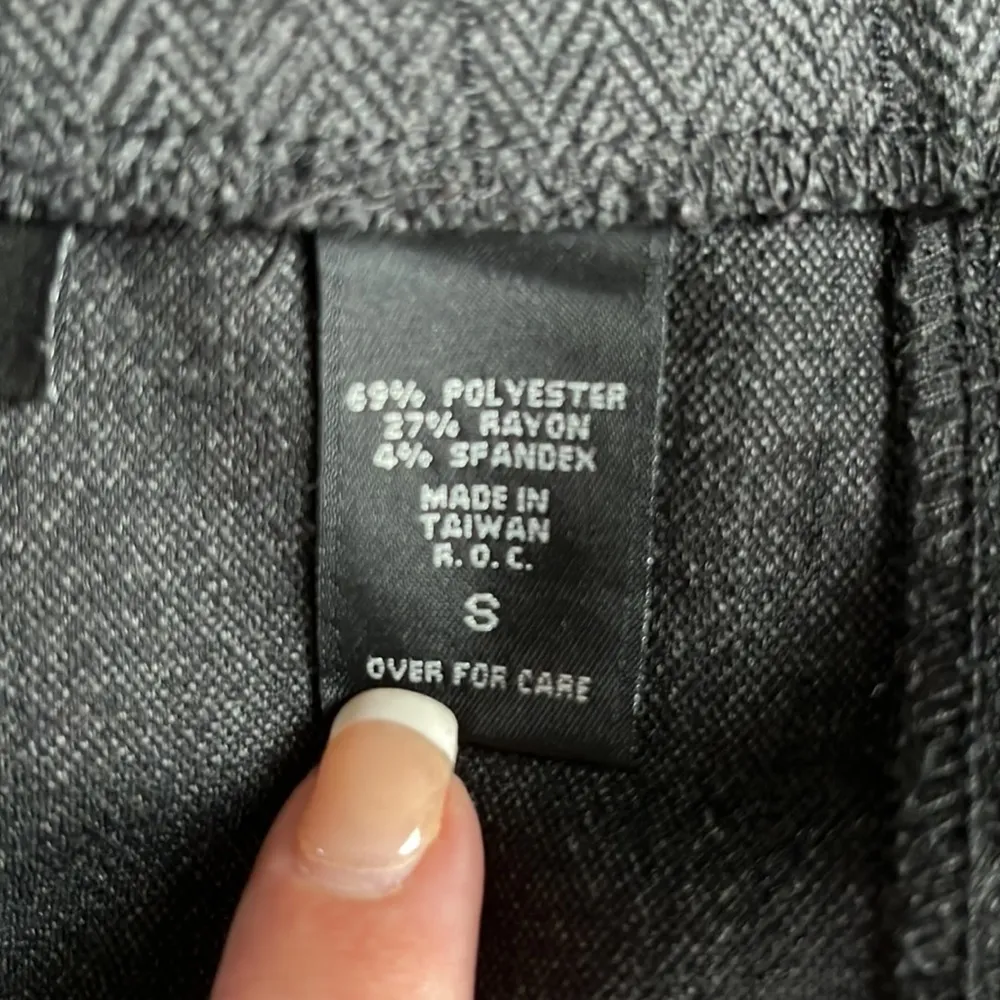 69% POLYESTER
27% RAYON
4% SPANDEX
MADE IN
TAIWAN
R.O.C.
S
OVER FOR CARE